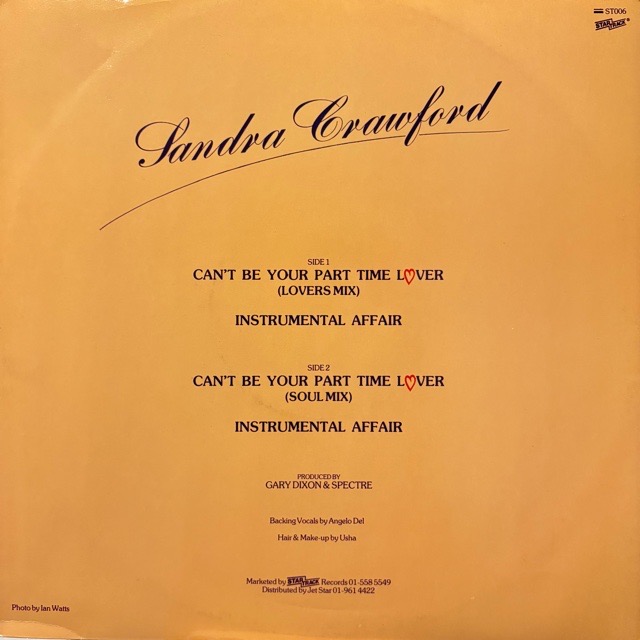 ST006
STAR TRACK
Sandra Crawford
SIDE 1
CAN'T BE YOUR PART TIME L♡VER
(LOVERS MIX)
INSTRUMENTAL AFFAIR
SIDE 2
CAN'T BE YOUR PART TIME L♡VER
(SOUL MIX)
INSTRUMENTAL AFFAIR
PRODUCED BY
GARY DIXON & SPECTRE
Backing Vocals by Angelo Del
Hair & Make-up by Usha
Marketed by STAR TRACK Records 01-558 5549
Distributed by Jet Star 01-961 4422
Photo by Ian Watts